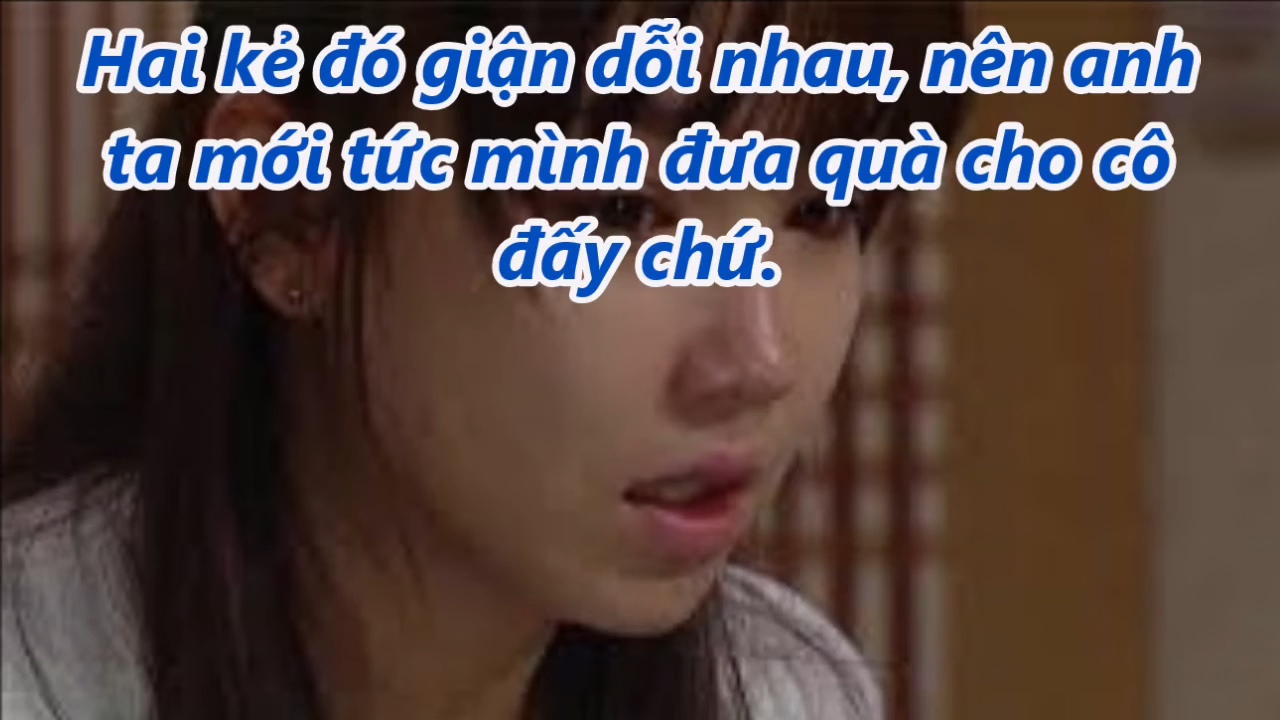 Hai kẻ đó giận dỗi nhau, nên anh
ta mới tức mình đưa quà cho cô
đấy chứ.